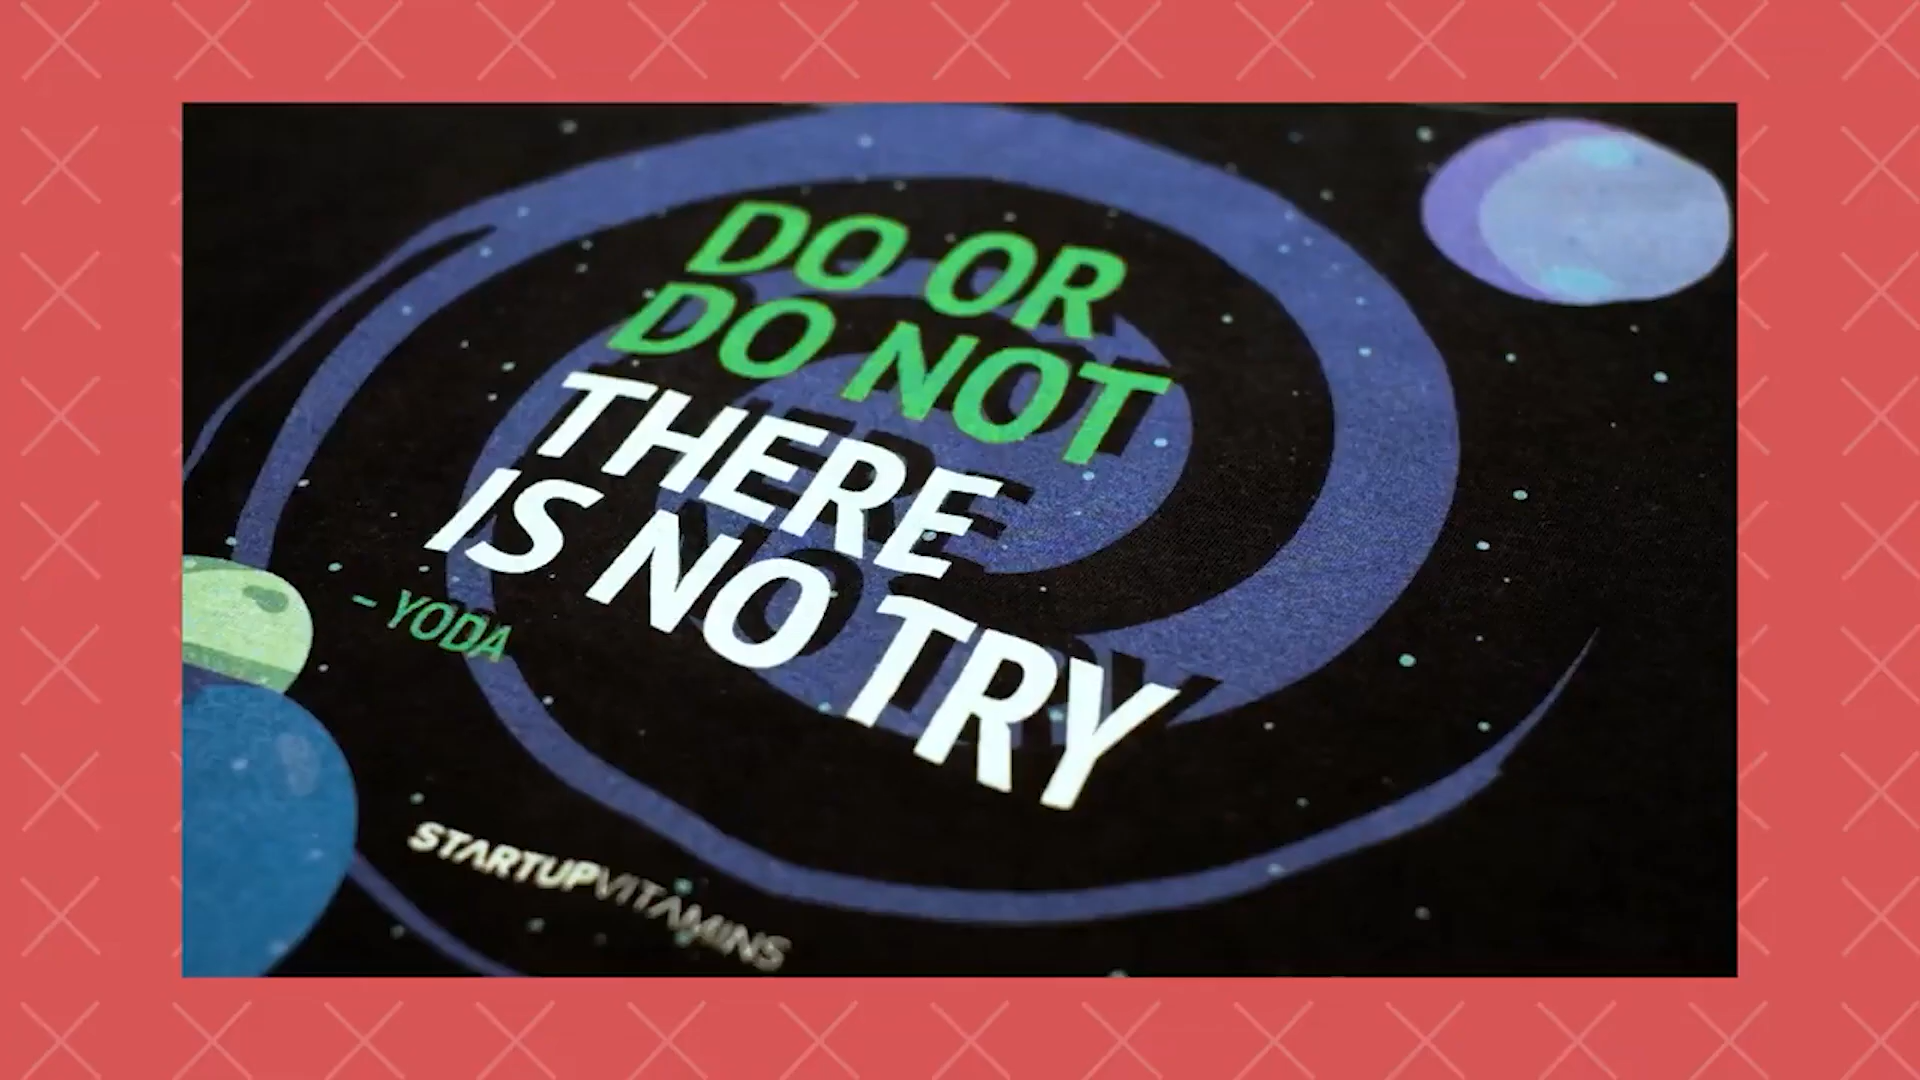 DO OR
DO NOT
THERE
IS NO TRY
– YODA
STARTUPVITAMINS